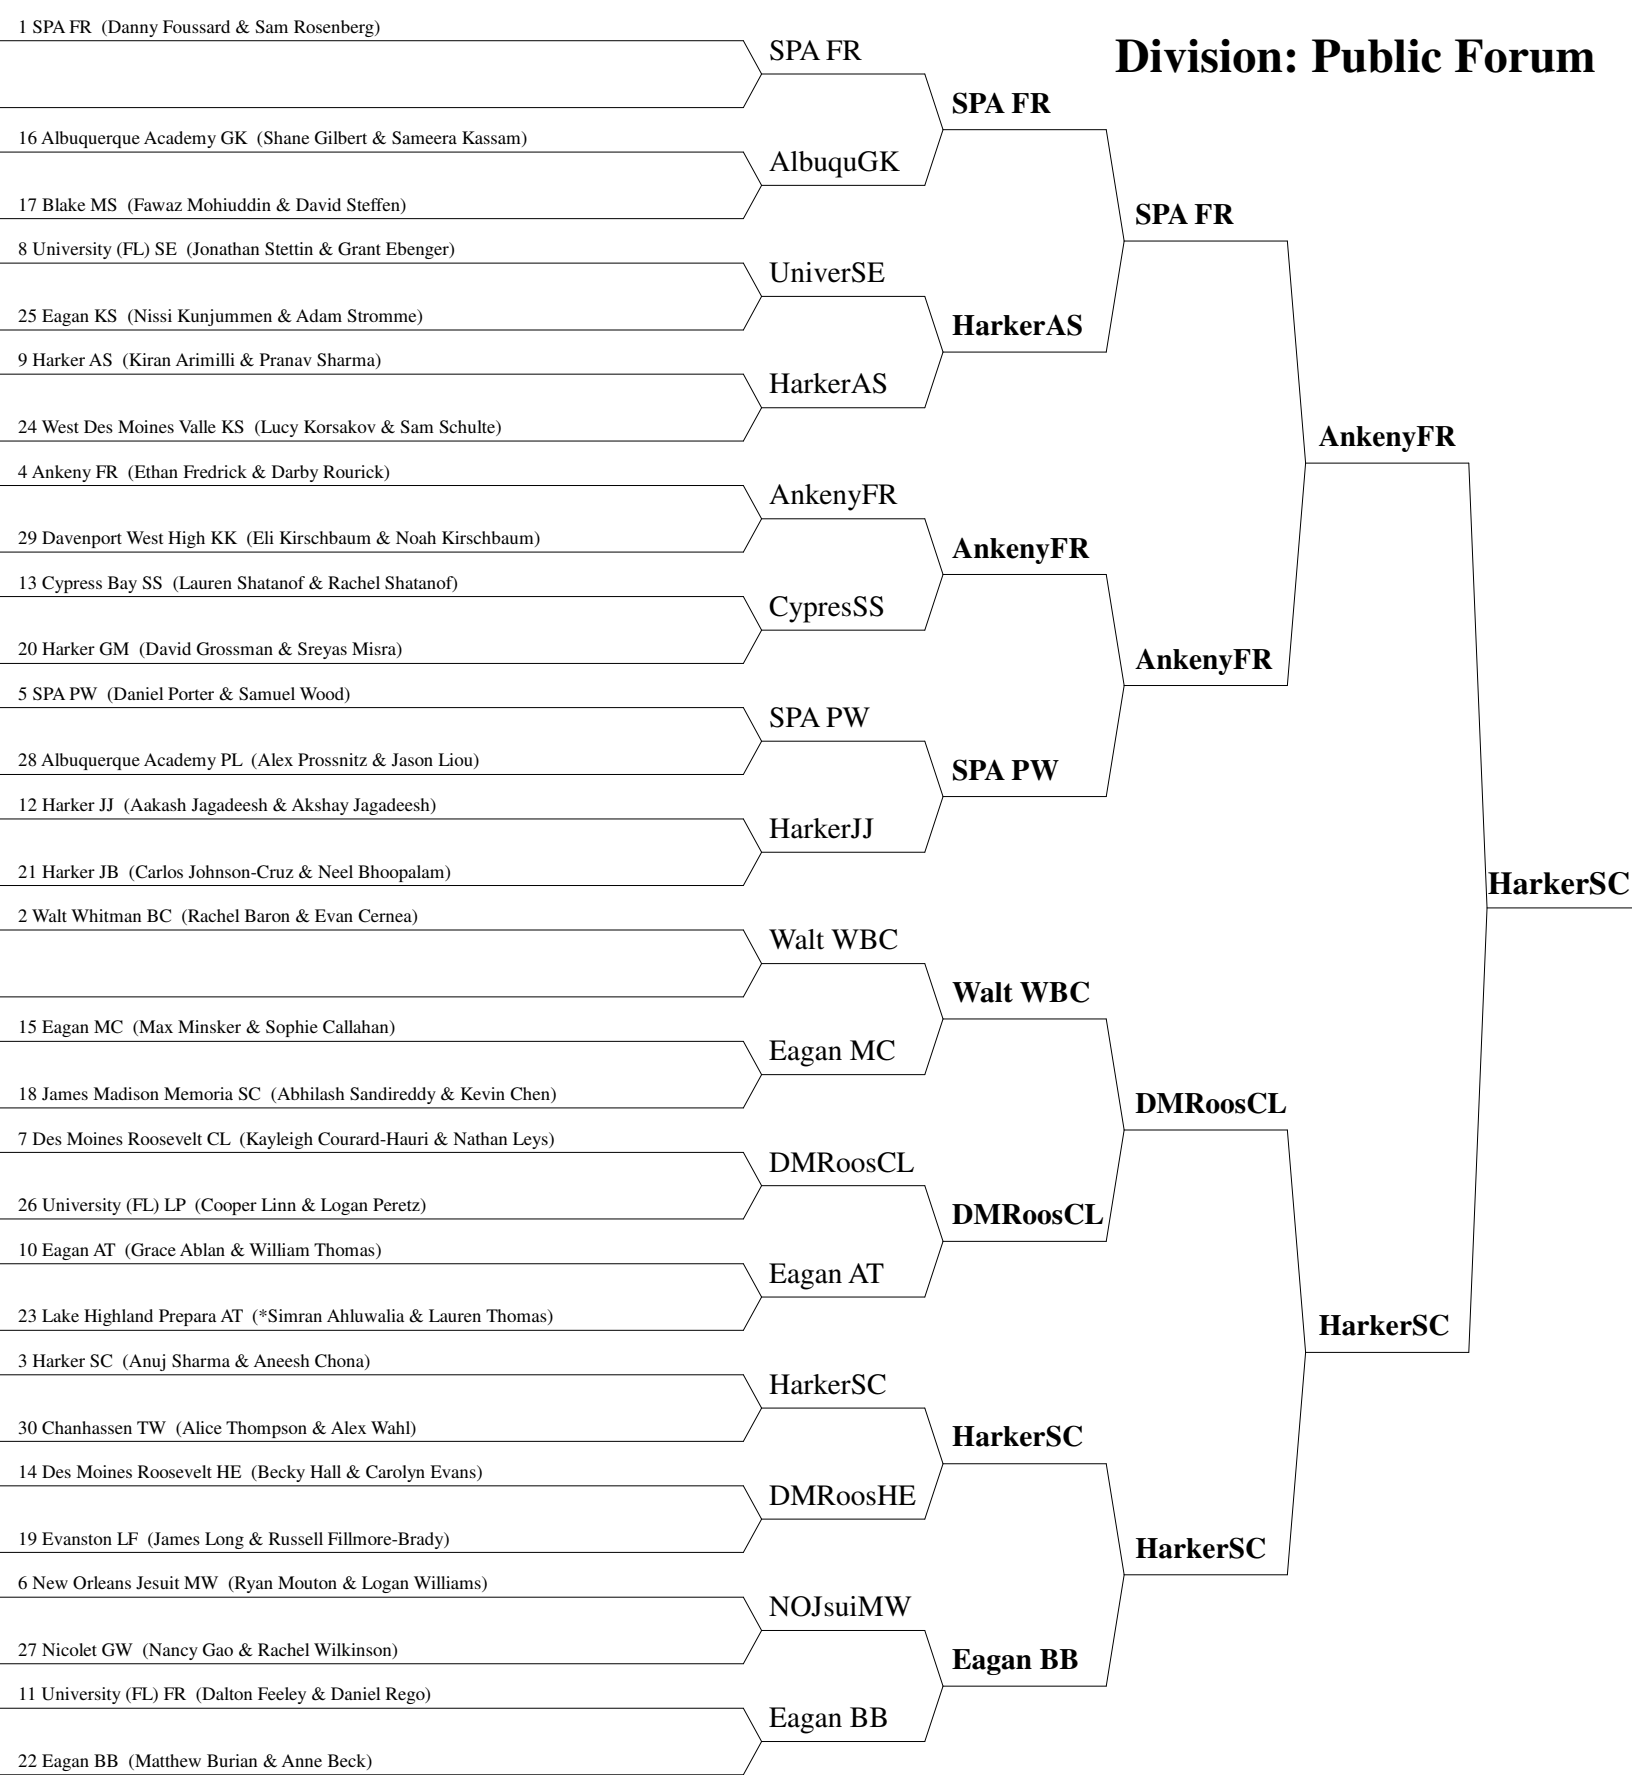 Division: Public Forum
1 SPA FR (Danny Foussard & Sam Rosenberg)
16 Albuquerque Academy GK (Shane Gilbert & Sameera Kassam)
17 Blake MS (Fawaz Mohiuddin & David Steffen)
8 University (FL) SE (Jonathan Stettin & Grant Ebenger)
25 Eagan KS (Nissi Kunjummen & Adam Stromme)
9 Harker AS (Kiran Arimilli & Pranav Sharma)
24 West Des Moines Valle KS (Lucy Korsakov & Sam Schulte)
4 Ankeny FR (Ethan Fredrick & Darby Rourick)
29 Davenport West High KK (Eli Kirschbaum & Noah Kirschbaum)
13 Cypress Bay SS (Lauren Shatanof & Rachel Shatanof)
20 Harker GM (David Grossman & Sreyas Misra)
5 SPA PW (Daniel Porter & Samuel Wood)
28 Albuquerque Academy PL (Alex Prossnitz & Jason Liou)
12 Harker JJ (Aakash Jagadeesh & Akshay Jagadeesh)
21 Harker JB (Carlos Johnson-Cruz & Neel Bhoopalam)
2 Walt Whitman BC (Rachel Baron & Evan Cernea)
15 Eagan MC (Max Minsker & Sophie Callahan)
18 James Madison Memoria SC (Abhilash Sandireddy & Kevin Chen)
7 Des Moines Roosevelt CL (Kayleigh Courard-Hauri & Nathan Leys)
26 University (FL) LP (Cooper Linn & Logan Peretz)
10 Eagan AT (Grace Ablan & William Thomas)
23 Lake Highland Prepara AT (*Simran Ahluwalia & Lauren Thomas)
3 Harker SC (Anuj Sharma & Aneesh Chona)
30 Chanhassen TW (Alice Thompson & Alex Wahl)
14 Des Moines Roosevelt HE (Becky Hall & Carolyn Evans)
19 Evanston LF (James Long & Russell Fillmore-Brady)
6 New Orleans Jesuit MW (Ryan Mouton & Logan Williams)
27 Nicolet GW (Nancy Gao & Rachel Wilkinson)
11 University (FL) FR (Dalton Feeley & Daniel Rego)
22 Eagan BB (Matthew Burian & Anne Beck)
SPA FR
AlbuquGK
UniverSE
HarkerAS
AnkenyFR
CypresSS
SPA PW
HarkerJJ
Walt WBC
Eagan MC
DMRoosCL
Eagan AT
HarkerSC
DMRoosHE
NOJsuiMW
Eagan BB
SPA FR
HarkerAS
AnkenyFR
SPA PW
Walt WBC
DMRoosCL
HarkerSC
Eagan BB
SPA FR
AnkenyFR
DMRoosCL
HarkerSC
AnkenyFR
HarkerSC
HarkerSC